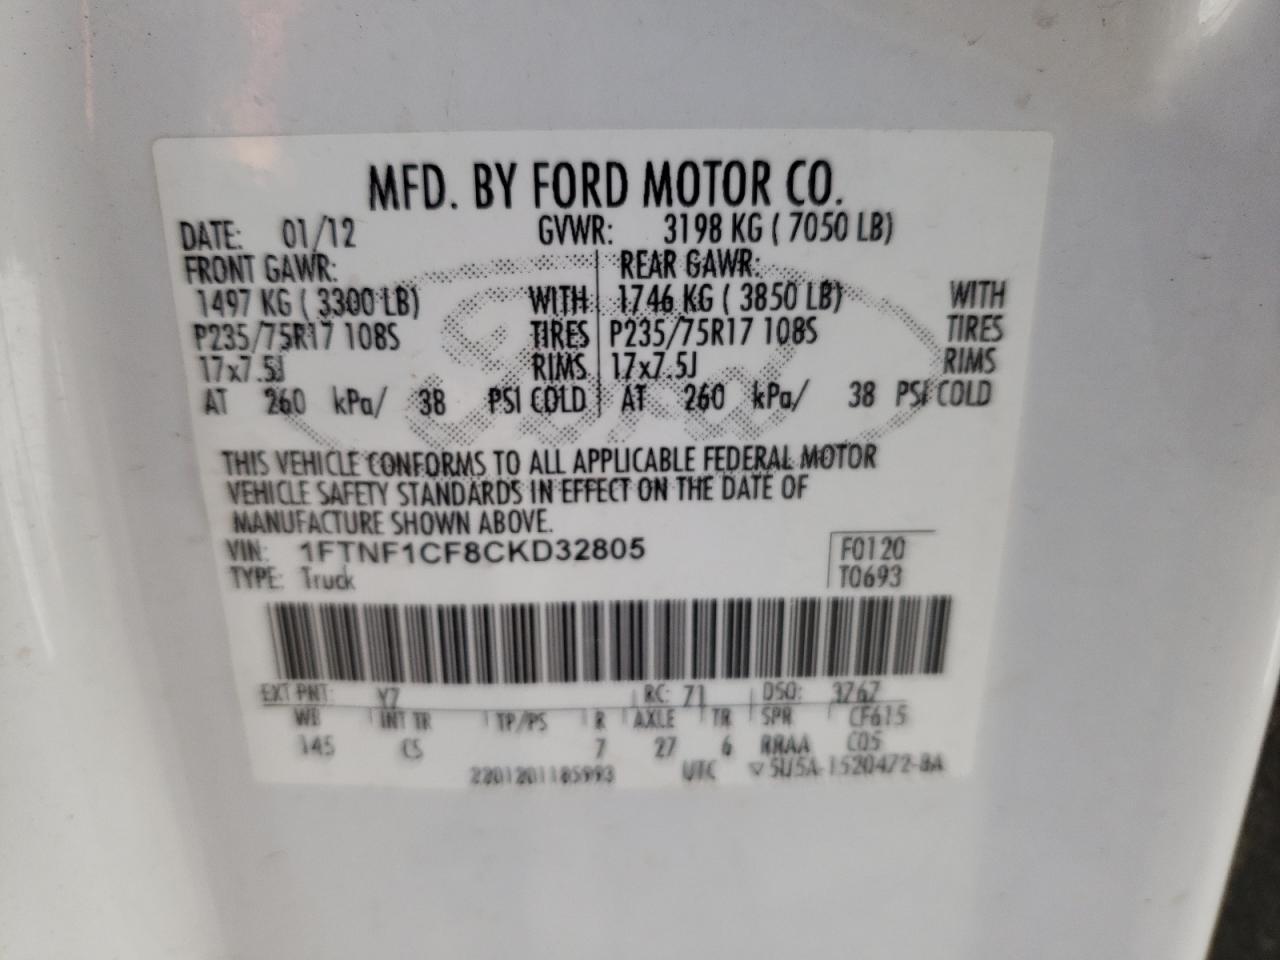 MFD. BY FORD MOTOR CO.
DATE: 01/12 GVWR: 3198 KG ( 7050 LB)
FRONT GAWR: REAR GAWR:
1497 KG ( 3300 LB) WITH 1746 KG ( 3850 LB) WITH
P235/75R17 108S TIRES P235/75R17 108S TIRES
17x7.5J RIMS 17x7.5J RIMS
AT 260 kPa/ 38 PSI COLD AT 260 kPa/ 38 PSI COLD
THIS VEHICLE CONFORMS TO ALL APPLICABLE FEDERAL MOTOR
VEHICLE SAFETY STANDARDS IN EFFECT ON THE DATE OF
MANUFACTURE SHOWN ABOVE.
VIN: 1FTNF1CF8CKD32805 F0120
TYPE: Truck T0693
EXT PNT: YZ RC: 71 DSO: 3Z6Z
WB INT TR TP/PS R AXLE TR SPR CF615
145 CS 7 27 6 RRAA C05
2201201185993 UTC ▽ 5U5A-1520472-BA